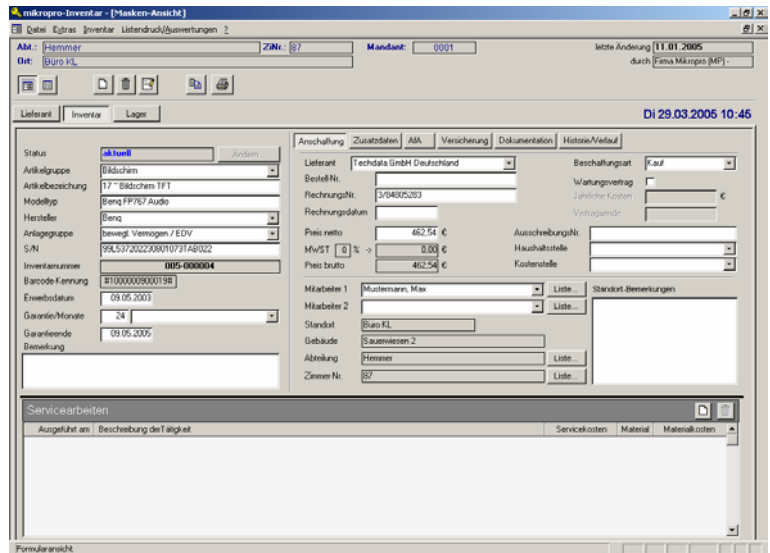 mikropro-Inventar - [Masken-Ansicht]
Datei Extras Inventar Listendruck/Auswertungen ?
Abt.: Hemmer ZiNr.: 87 Mandant: 0001 letzte Änderung 11.01.2005
Ort: Büro KL durch Firma Mikropro (MP) -
Lieferant Inventar Lager Di 29.03.2005 10:45
Anschaffung Zusatzdaten AfA Versicherung Dokumentation Historie/Verlauf
Status aktuell Ändern...
Artikelgruppe Bildschirm
Artikelbezeichnung 17 " Bildschirm TFT
Modelltyp Benq FP767 Audio
Hersteller Benq
Anlagegruppe bewegl. Vermögen / EDV
S/N 99L537202230B01073TAB022
Inventarnummer 005-000004
Barcode-Kennung #1000000900019#
Erwerbsdatum 09.05.2003
Garantie/Monate 24
Garantieende 09.05.2005
Bemerkung
Lieferant Techdata GmbH Deutschland Beschaffungsart Kauf
Bestell-Nr. Wartungsvertrag
RechnungsNr. 3/04805283 Jährliche Kosten €
Rechnungsdatum Vertragsende
Preis netto 462,54 € AusschreibungsNr.
MWST 0 % -> 0,00 € Haushaltsstelle
Preis brutto 462,54 € Kostenstelle
Mitarbeiter 1 Mustermann, Max Liste... Standort-Bemerkungen
Mitarbeiter 2 Liste...
Standort Büro KL
Gebäude Sauerwiesen 2
Abteilung Hemmer Liste...
Zimmer-Nr. 87 Liste...
Servicearbeiten
Ausgeführt am Beschreibung derTätigkeit Servicekosten Material Materialkosten
Formularansicht